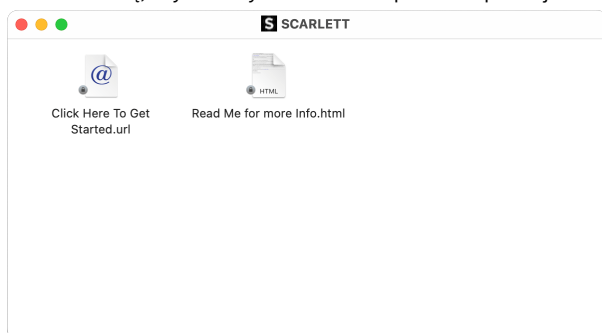 S SCARLETT
@
HTML
Click Here To Get
Started.url
Read Me for more Info.html